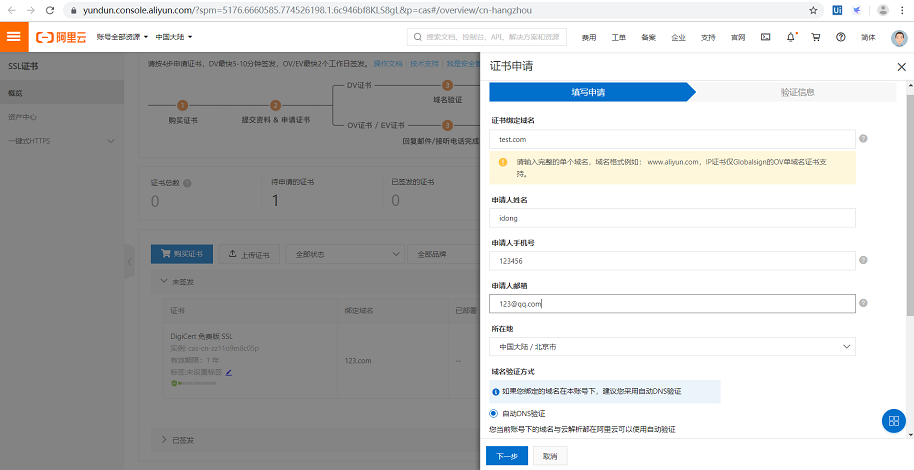 yundun.console.aliyun.com/?spm=5176.6660585.774526198.1.6c946bf8KLS8gL&p=cas#/overview/cn-hangzhou
阿里云
账号全部资源
中国大陆
搜索文档、控制台、API、解决方案和资源
费用
工单
备案
企业
支持
官网
简体
SSL证书
概览
资产中心
一键式HTTPS
请按4步申请证书，DV最快5-10分钟签发，OV/EV最快2个工作日签发。 操作文档 | 技术支持 | 我是安全
1
购买证书
2
提交资料 & 申请证书
DV证书
3
域名验证
OV证书 / EV证书
3
回复邮件/接听电话完成
证书总数
0
待申请的证书
1
已签发的证书
0
购买证书
上传证书
全部状态
全部品牌
未签发
证书
绑定域名
已部署
DigiCert 免费版 SSL
有效期限：1 年
标签:未设置标签
123.com
--
已签发
证书申请
填写申请
验证信息
证书绑定域名
test.com
请输入完整的单个域名，域名格式例如： www.aliyun.com，IP证书仅Globalsign的OV单域名证书支
持。
申请人姓名
idong
申请人手机号
123456
申请人邮箱
123@qq.com
所在地
中国大陆 / 北京市
域名验证方式
如果您绑定的域名在本账号下，建议您采用自动DNS验证
自动DNS验证
您当前账号下的域名与云解析都在阿里云可以使用自动验证
下一步
取消